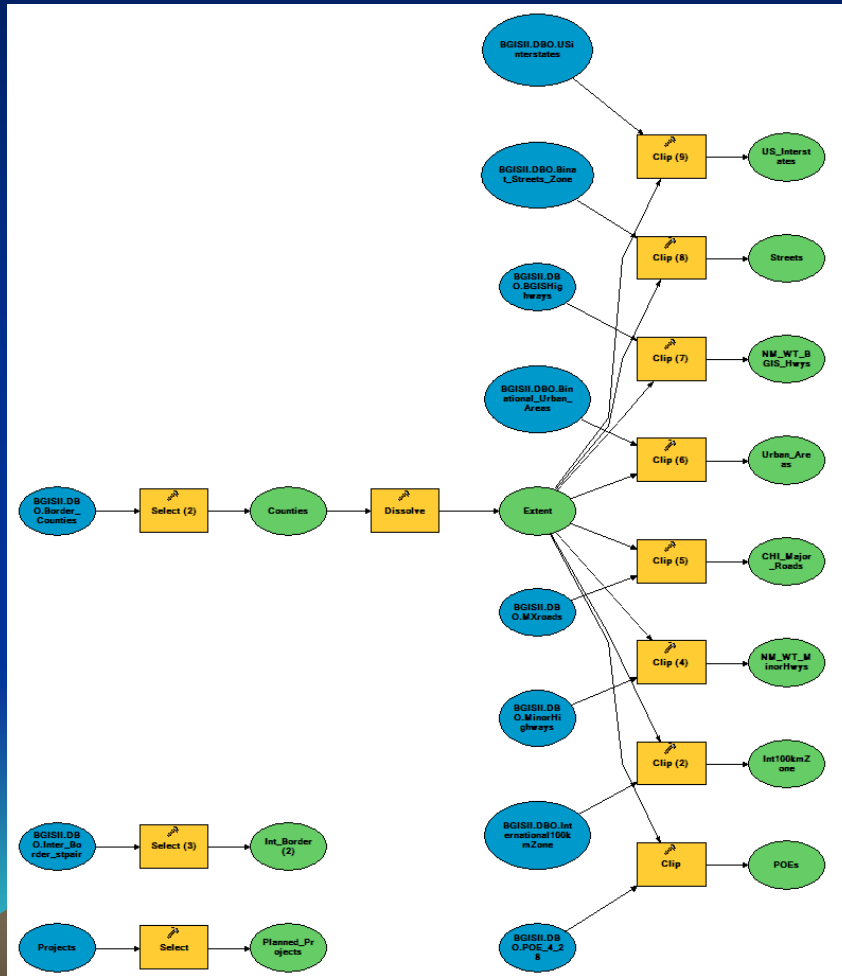 BGISII.DBO.USi
nterstates
Clip (9)
US_Interst
ates
BGISII.DBO.Bina
t_Streets_Zone
Clip (8)
Streets
BGISII.DB
O.BGISHig
hways
Clip (7)
NM_WT_B
GIS_Hwys
BGISII.DBO.Bin
ational_Urban_
Areas
Clip (6)
Urban_Are
as
BGISII.DB
O.Border_
Counties
Select (2)
Counties
Dissolve
Extent
Clip (5)
CHI_Major
_Roads
BGISII.DB
O.MXroads
Clip (4)
NM_WT_M
inorHwys
BGISII.DB
O.MinorHi
ghways
Clip (2)
Int100kmZ
one
BGISII.DBO.Int
ernational100k
mZone
BGISII.DB
O.Inter_Bo
rder_stpair
Select (3)
Int_Border
(2)
Clip
POEs
BGISII.DB
O.POE_4_2
8
Projects
Select
Planned_Pr
ojects